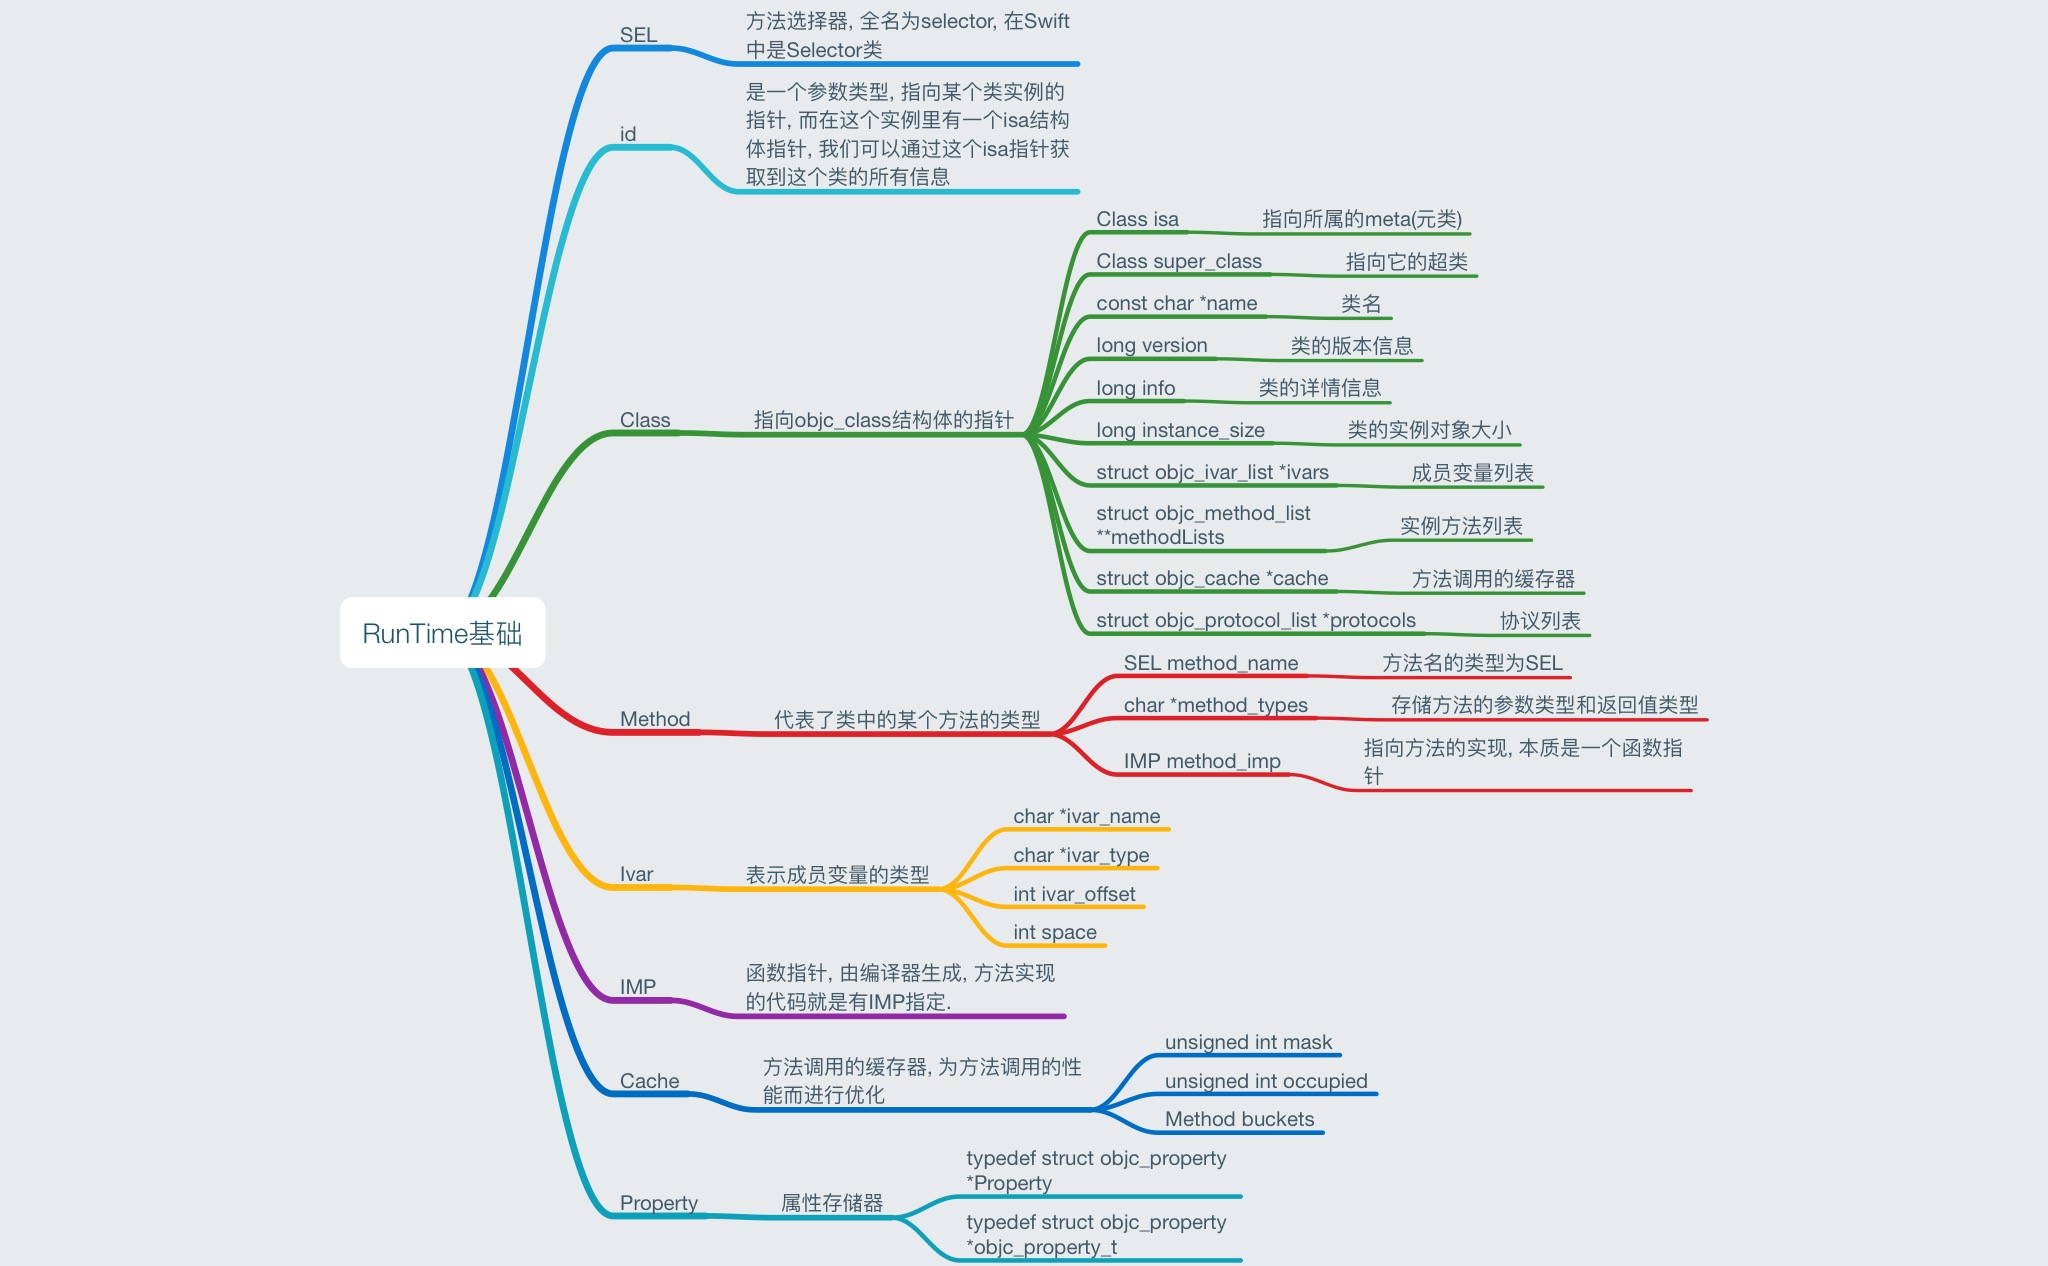 RunTime基础
SEL
方法选择器, 全名为selector, 在Swift
中是Selector类
id
是一个参数类型, 指向某个类实例的
指针, 而在这个实例里有一个isa结构
体指针, 我们可以通过这个isa指针获
取到这个类的所有信息
Class
指向objc_class结构体的指针
Class isa
指向所属的meta(元类)
Class super_class
指向它的超类
const char *name
类名
long version
类的版本信息
long info
类的详情信息
long instance_size
类的实例对象大小
struct objc_ivar_list *ivars
成员变量列表
struct objc_method_list
**methodLists
实例方法列表
struct objc_cache *cache
方法调用的缓存器
struct objc_protocol_list *protocols
协议列表
Method
代表了类中的某个方法的类型
SEL method_name
方法名的类型为SEL
char *method_types
存储方法的参数类型和返回值类型
IMP method_imp
指向方法的实现, 本质是一个函数指
针
Ivar
表示成员变量的类型
char *ivar_name
char *ivar_type
int ivar_offset
int space
IMP
函数指针, 由编译器生成, 方法实现
的代码就是有IMP指定.
Cache
方法调用的缓存器, 为方法调用的性
能而进行优化
unsigned int mask
unsigned int occupied
Method buckets
Property
属性存储器
typedef struct objc_property
*Property
typedef struct objc_property
*objc_property_t